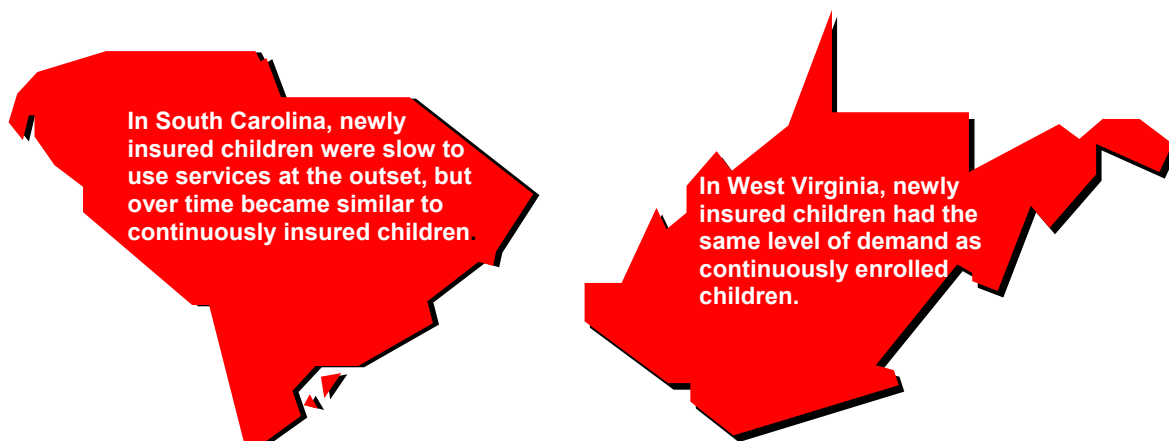 In South Carolina, newly
insured children were slow to
use services at the outset, but
over time became similar to
continuously insured children.
In West Virginia, newly
insured children had the
same level of demand as
continuously enrolled
children.